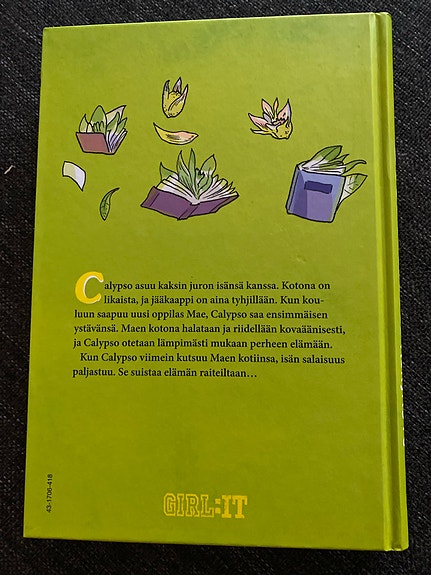 Calypso asuu kaksin juron isänsä kanssa. Kotona on
likaista, ja jääkaappi on aina tyhjillään. Kun kou-
luun saapuu uusi oppilas Mae, Calypso saa ensimmäisen
ystävänsä. Maen kotona halataan ja riidellään kovaäänisesti,
ja Calypso otetaan lämpimästi mukaan perheen elämään.
Kun Calypso viimein kutsuu Maen kotiinsa, isän salaisuus
paljastuu. Se suistaa elämän raiteiltaan...
GIRL:IT
43-1706-418